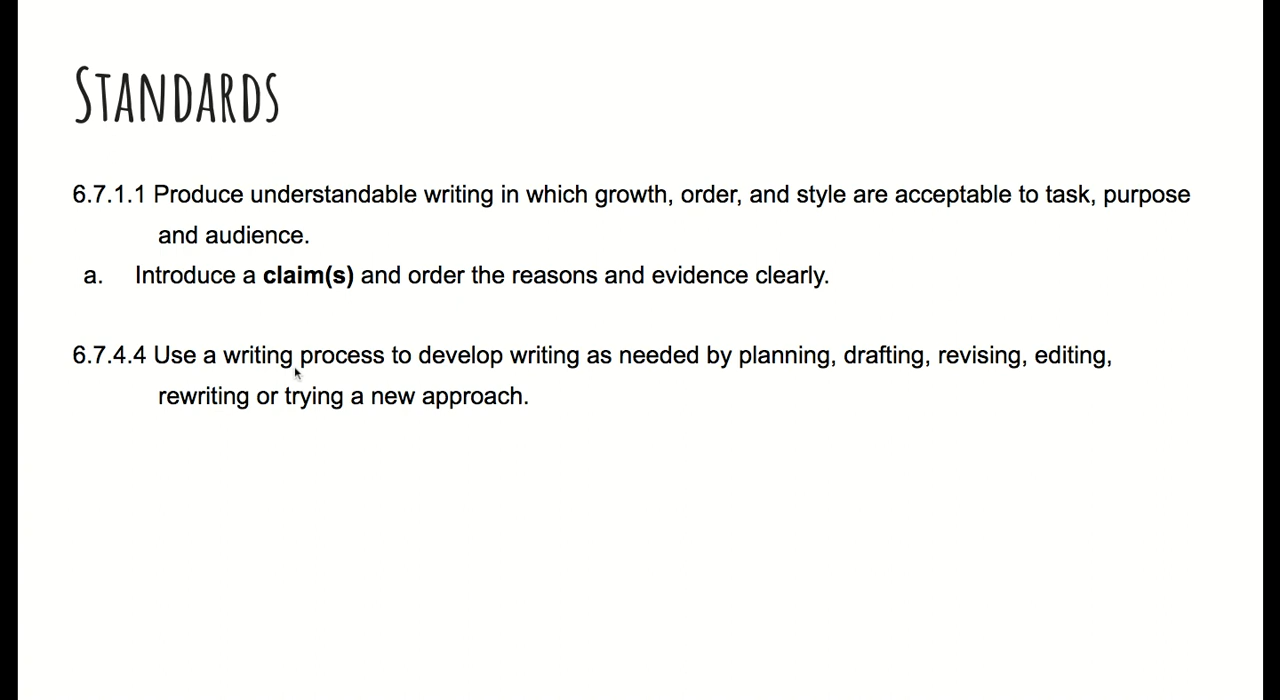 STANDARDS
6.7.1.1 Produce understandable writing in which growth, order, and style are acceptable to task, purpose
and audience.
a. Introduce a claim(s) and order the reasons and evidence clearly.
6.7.4.4 Use a writing process to develop writing as needed by planning, drafting, revising, editing,
rewriting or trying a new approach.